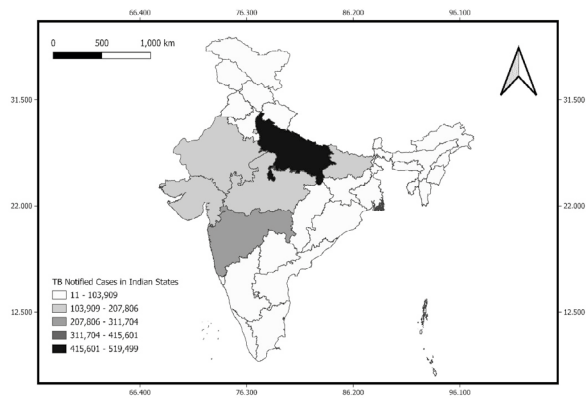 66.400 76.300 86.200 96.100
0 500 1,000 km
31.500 31.500
22.000 22.000
12.500 12.500
TB Notified Cases in Indian States
11 - 103,909
103,909 - 207,806
207,806 - 311,704
311,704 - 415,601
415,601 - 519,499
66.400 76.300 86.200 96.100